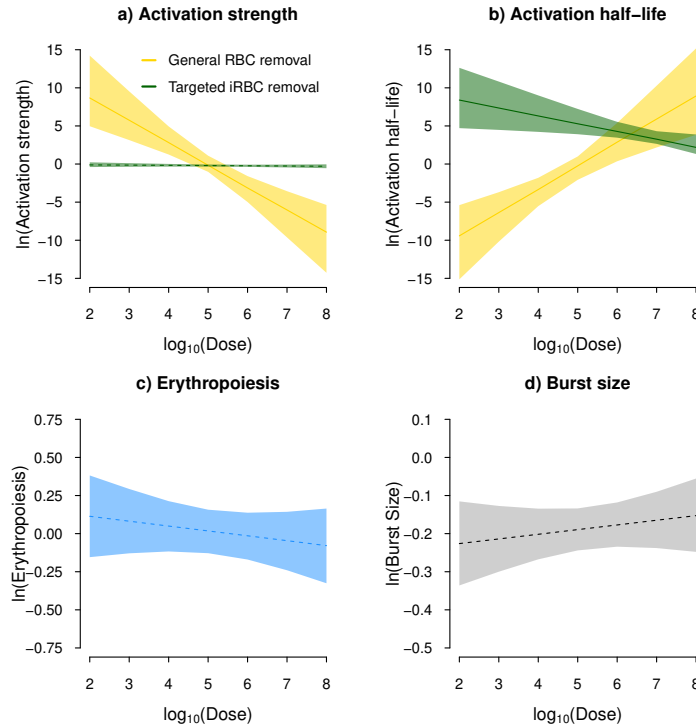 a) Activation strength
ln(Activation strength)
15
10
5
0
−5
−10
−15
General RBC removal
Targeted iRBC removal
2 3 4 5 6 7 8
log10(Dose)
b) Activation half−life
ln(Activation half−life)
15
10
5
0
−5
−10
−15
2 3 4 5 6 7 8
log10(Dose)
c) Erythropoiesis
ln(Erythropoiesis)
0.75
0.50
0.25
0.00
−0.25
−0.50
−0.75
2 3 4 5 6 7 8
log10(Dose)
d) Burst size
ln(Burst Size)
0.1
0.0
−0.1
−0.2
−0.3
−0.4
−0.5
2 3 4 5 6 7 8
log10(Dose)